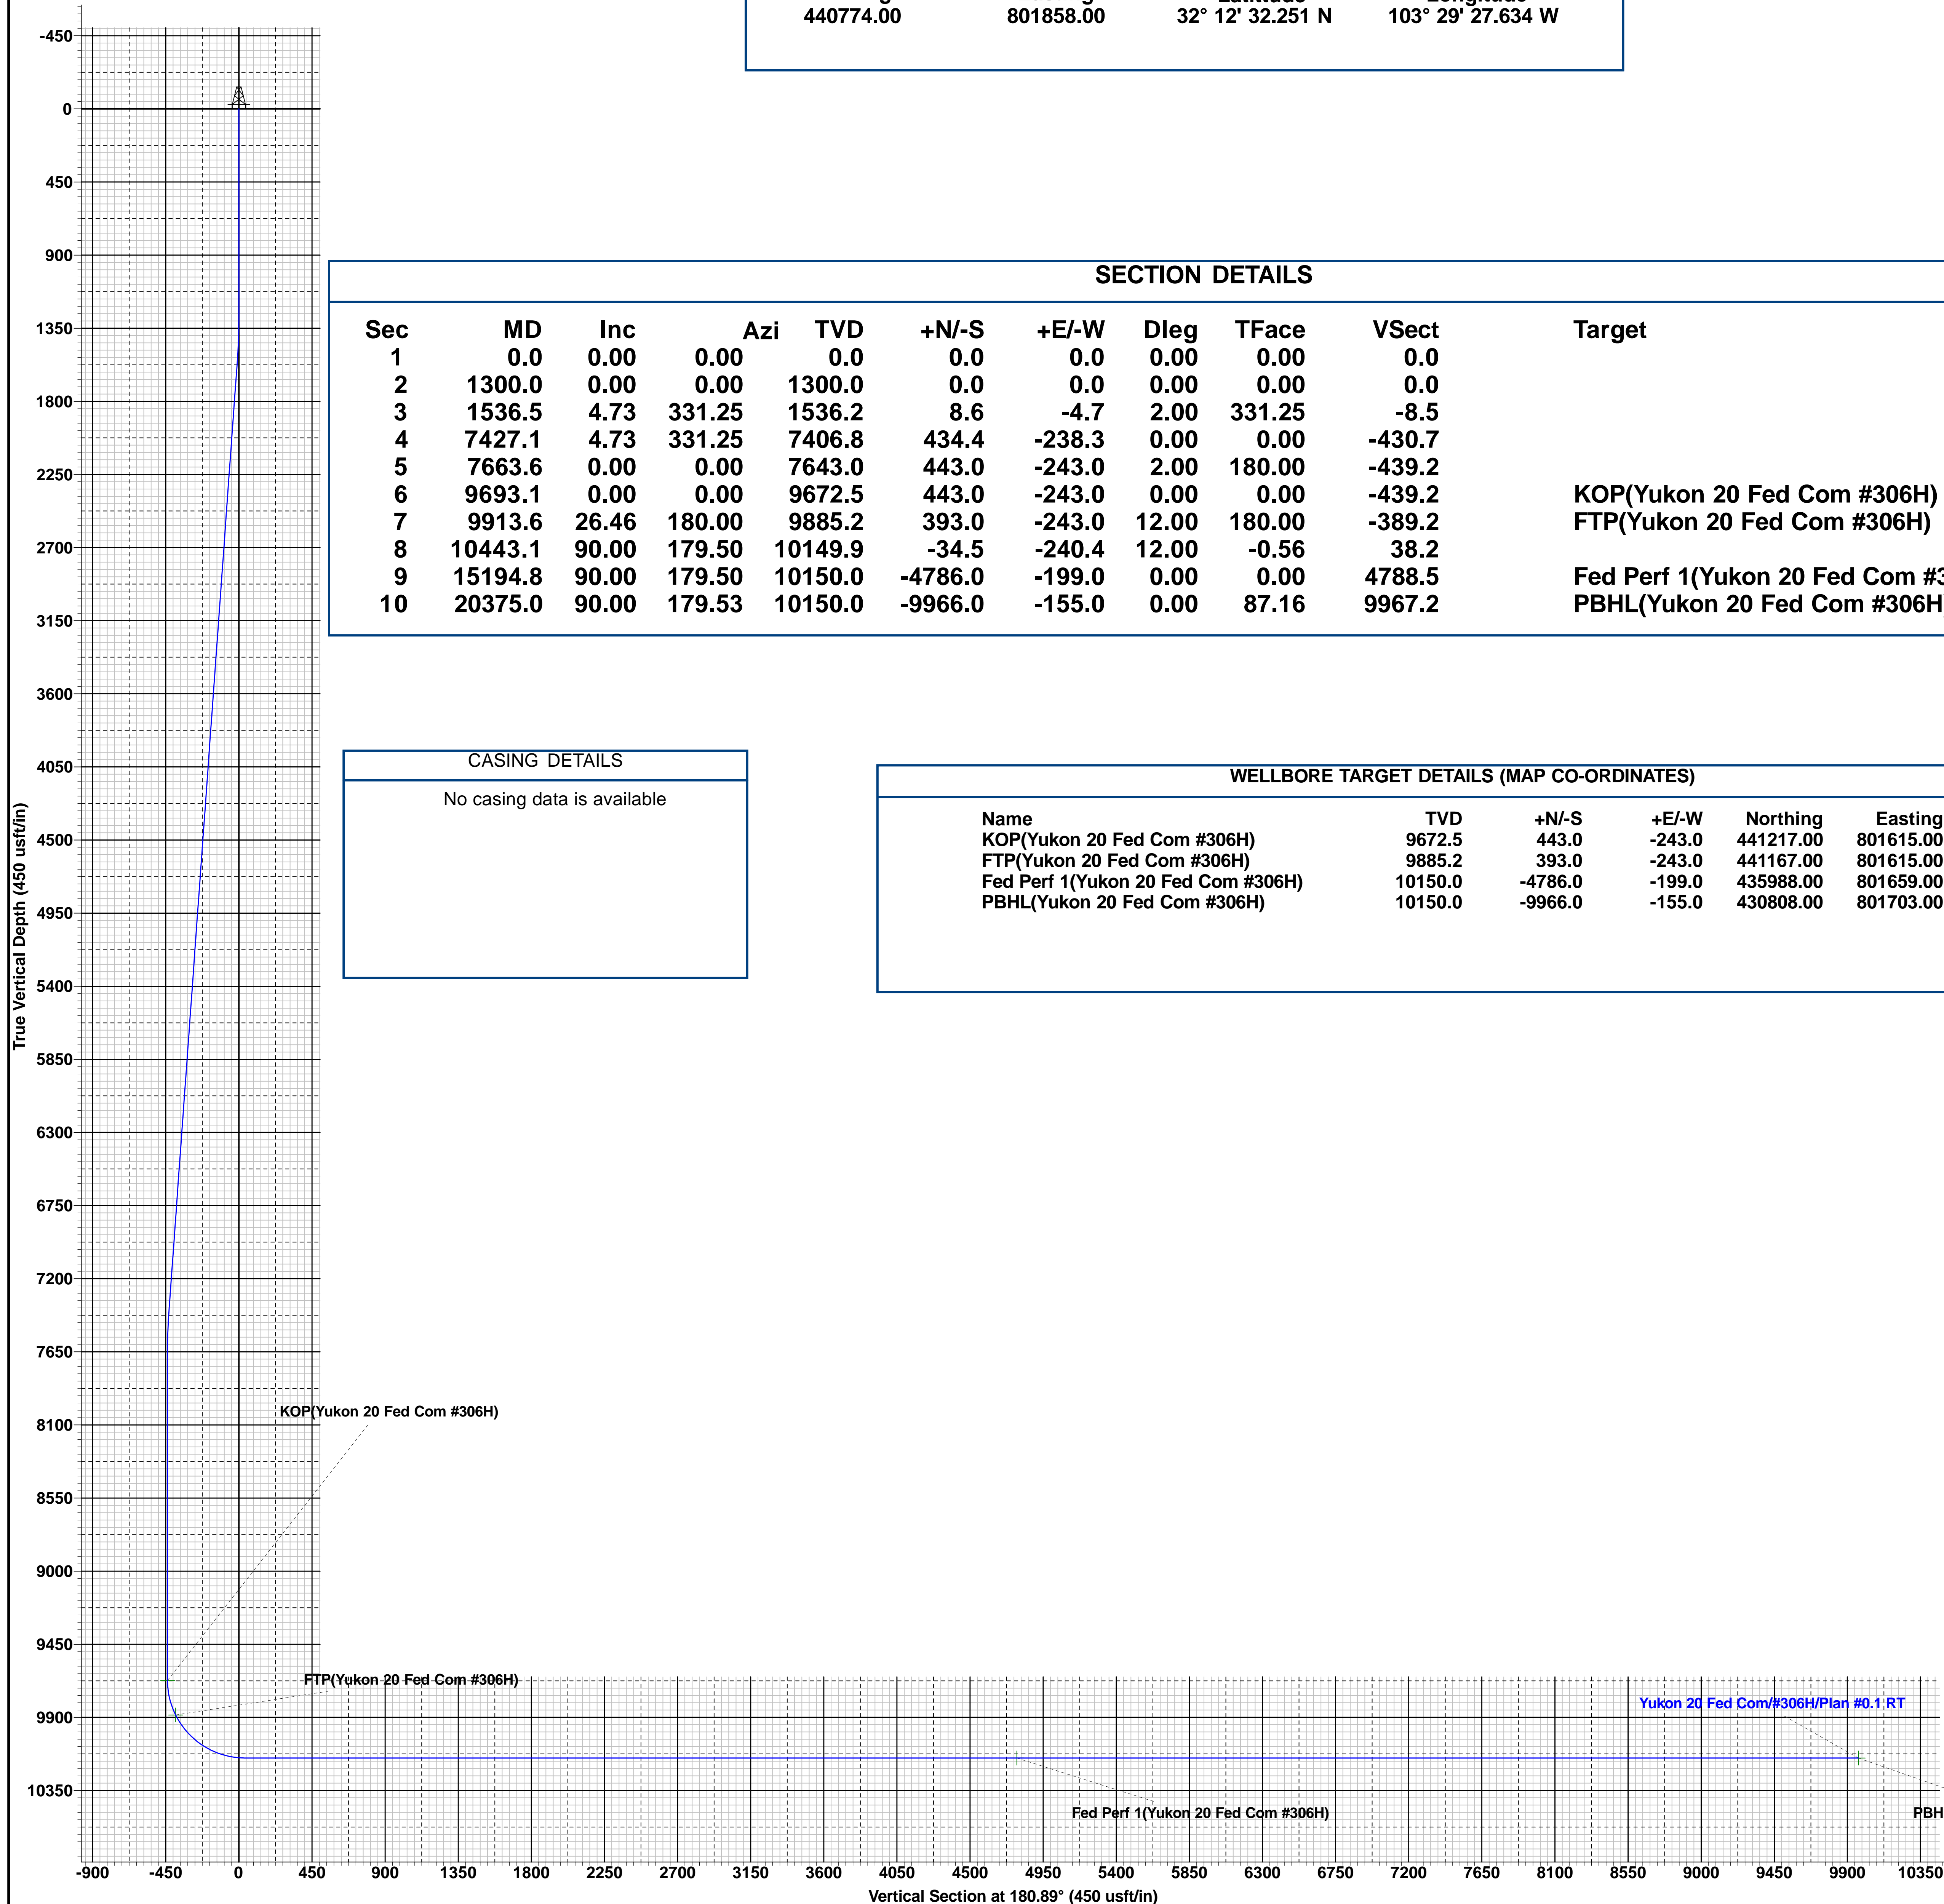 440774.00 801858.00 32° 12' 32.251 N 103° 29' 27.634 W
-450
0
450
900
1350
1800
2250
2700
3150
3600
4050
4500
4950
5400
5850
6300
6750
7200
7650
8100
8550
9000
9450
9900
10350
True Vertical Depth (450 usft/in)
SECTION DETAILS
Sec MD Inc Azi TVD +N/-S +E/-W Dleg TFace VSect Target
1 0.0 0.00 0.00 0.0 0.0 0.0 0.00 0.00 0.0
2 1300.0 0.00 0.00 1300.0 0.0 0.0 0.00 0.00 0.0
3 1536.5 4.73 331.25 1536.2 8.6 -4.7 2.00 331.25 -8.5
4 7427.1 4.73 331.25 7406.8 434.4 -238.3 0.00 0.00 -430.7
5 7663.6 0.00 0.00 7643.0 443.0 -243.0 2.00 180.00 -439.2
6 9693.1 0.00 0.00 9672.5 443.0 -243.0 0.00 0.00 -439.2 KOP(Yukon 20 Fed Com #306H)
7 9913.6 26.46 180.00 9885.2 393.0 -243.0 12.00 180.00 -389.2 FTP(Yukon 20 Fed Com #306H)
8 10443.1 90.00 179.50 10149.9 -34.5 -240.4 12.00 -0.56 38.2
9 15194.8 90.00 179.50 10150.0 -4786.0 -199.0 0.00 0.00 4788.5 Fed Perf 1(Yukon 20 Fed Com #3
10 20375.0 90.00 179.53 10150.0 -9966.0 -155.0 0.00 87.16 9967.2 PBHL(Yukon 20 Fed Com #306H)
CASING DETAILS
No casing data is available
WELLBORE TARGET DETAILS (MAP CO-ORDINATES)
Name TVD +N/-S +E/-W Northing Easting
KOP(Yukon 20 Fed Com #306H) 9672.5 443.0 -243.0 441217.00 801615.00
FTP(Yukon 20 Fed Com #306H) 9885.2 393.0 -243.0 441167.00 801615.00
Fed Perf 1(Yukon 20 Fed Com #306H) 10150.0 -4786.0 -199.0 435988.00 801659.00
PBHL(Yukon 20 Fed Com #306H) 10150.0 -9966.0 -155.0 430808.00 801703.00
KOP(Yukon 20 Fed Com #306H)
FTP(Yukon 20 Fed Com #306H)
Yukon 20 Fed Com/#306H/Plan #0.1 RT
Fed Perf 1(Yukon 20 Fed Com #306H)
PBH
-900 -450 0 450 900 1350 1800 2250 2700 3150 3600 4050 4500 4950 5400 5850 6300 6750 7200 7650 8100 8550 9000 9450 9900 10350
Vertical Section at 180.89° (450 usft/in)